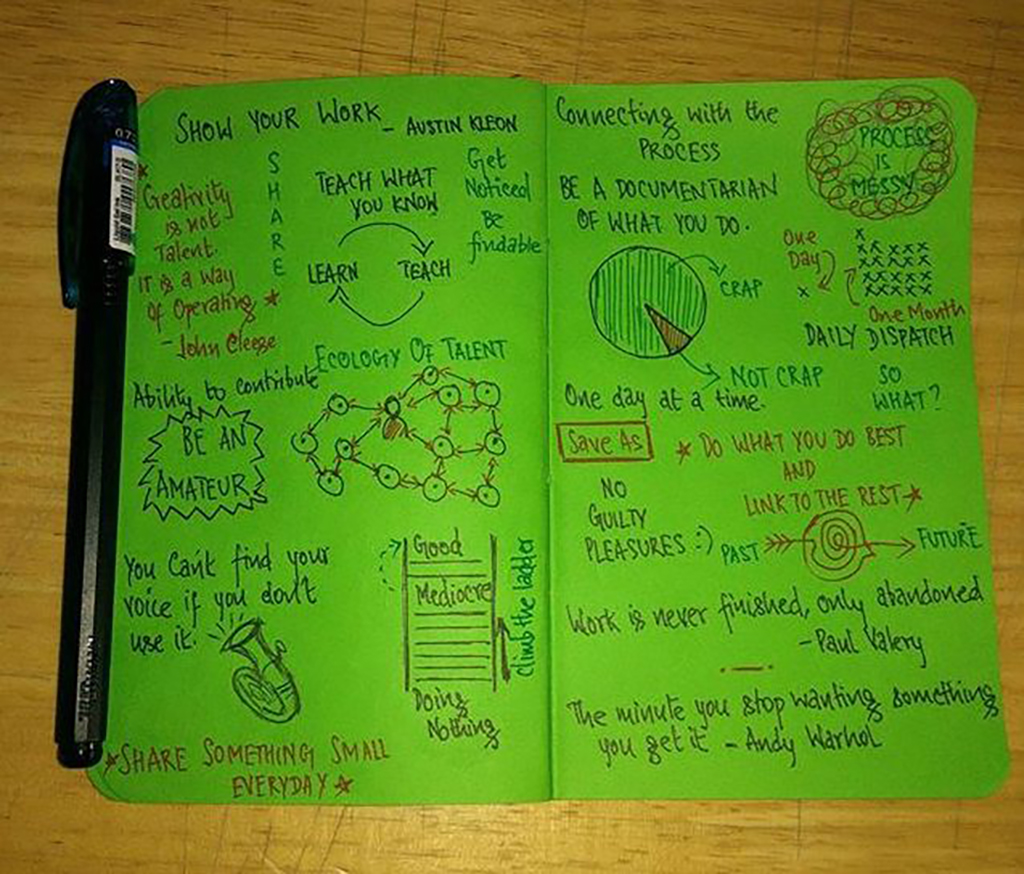 SHOW YOUR WORK - AUSTIN KLEON
★
Creativity
is not
Talent.
it is a way
of Operating ★
- John Cleese
SHARE
TEACH WHAT
YOU KNOW
LEARN TEACH
Get
Noticed
Be
findable
ECOLOGY OF TALENT
Ability to contribute
BE AN
AMATEUR
You Can't find your
voice if you don't
use it.
Good
Mediocre
Doing
Nothing
Climb the ladder
★SHARE SOMETHING SMALL
EVERYDAY★
Connecting with the
PROCESS
PROCESS
IS
MESSY
BE A DOCUMENTARIAN
OF WHAT YOU DO.
CRAP
NOT CRAP
One
Day
One Month
DAILY DISPATCH
One day at a time.
SO
WHAT?
Save As
★ DO WHAT YOU DO BEST
AND
LINK TO THE REST★
NO
GUILTY
PLEASURES :-)
PAST
FUTURE
Work is never finished, only abandoned
- Paul Valery
The minute you stop wanting something
you get it - Andy Warhol